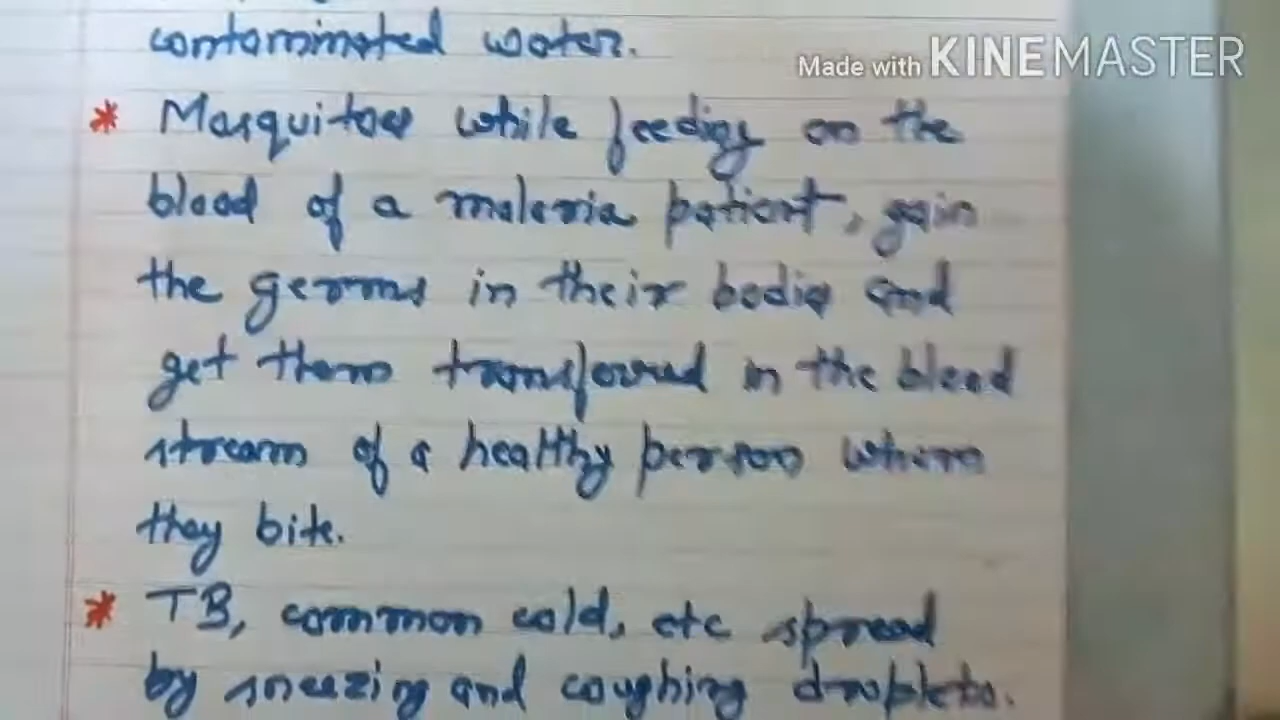 contaminated water.
Made with KINEMASTER
* Mosquitoes while feeding on the
blood of a malaria patient, gain
the germs in their bodies and
get them transferred in the blood
stream of a healthy person whom
they bite.
* TB, common cold, etc spread
by sneezing and coughing droplets.